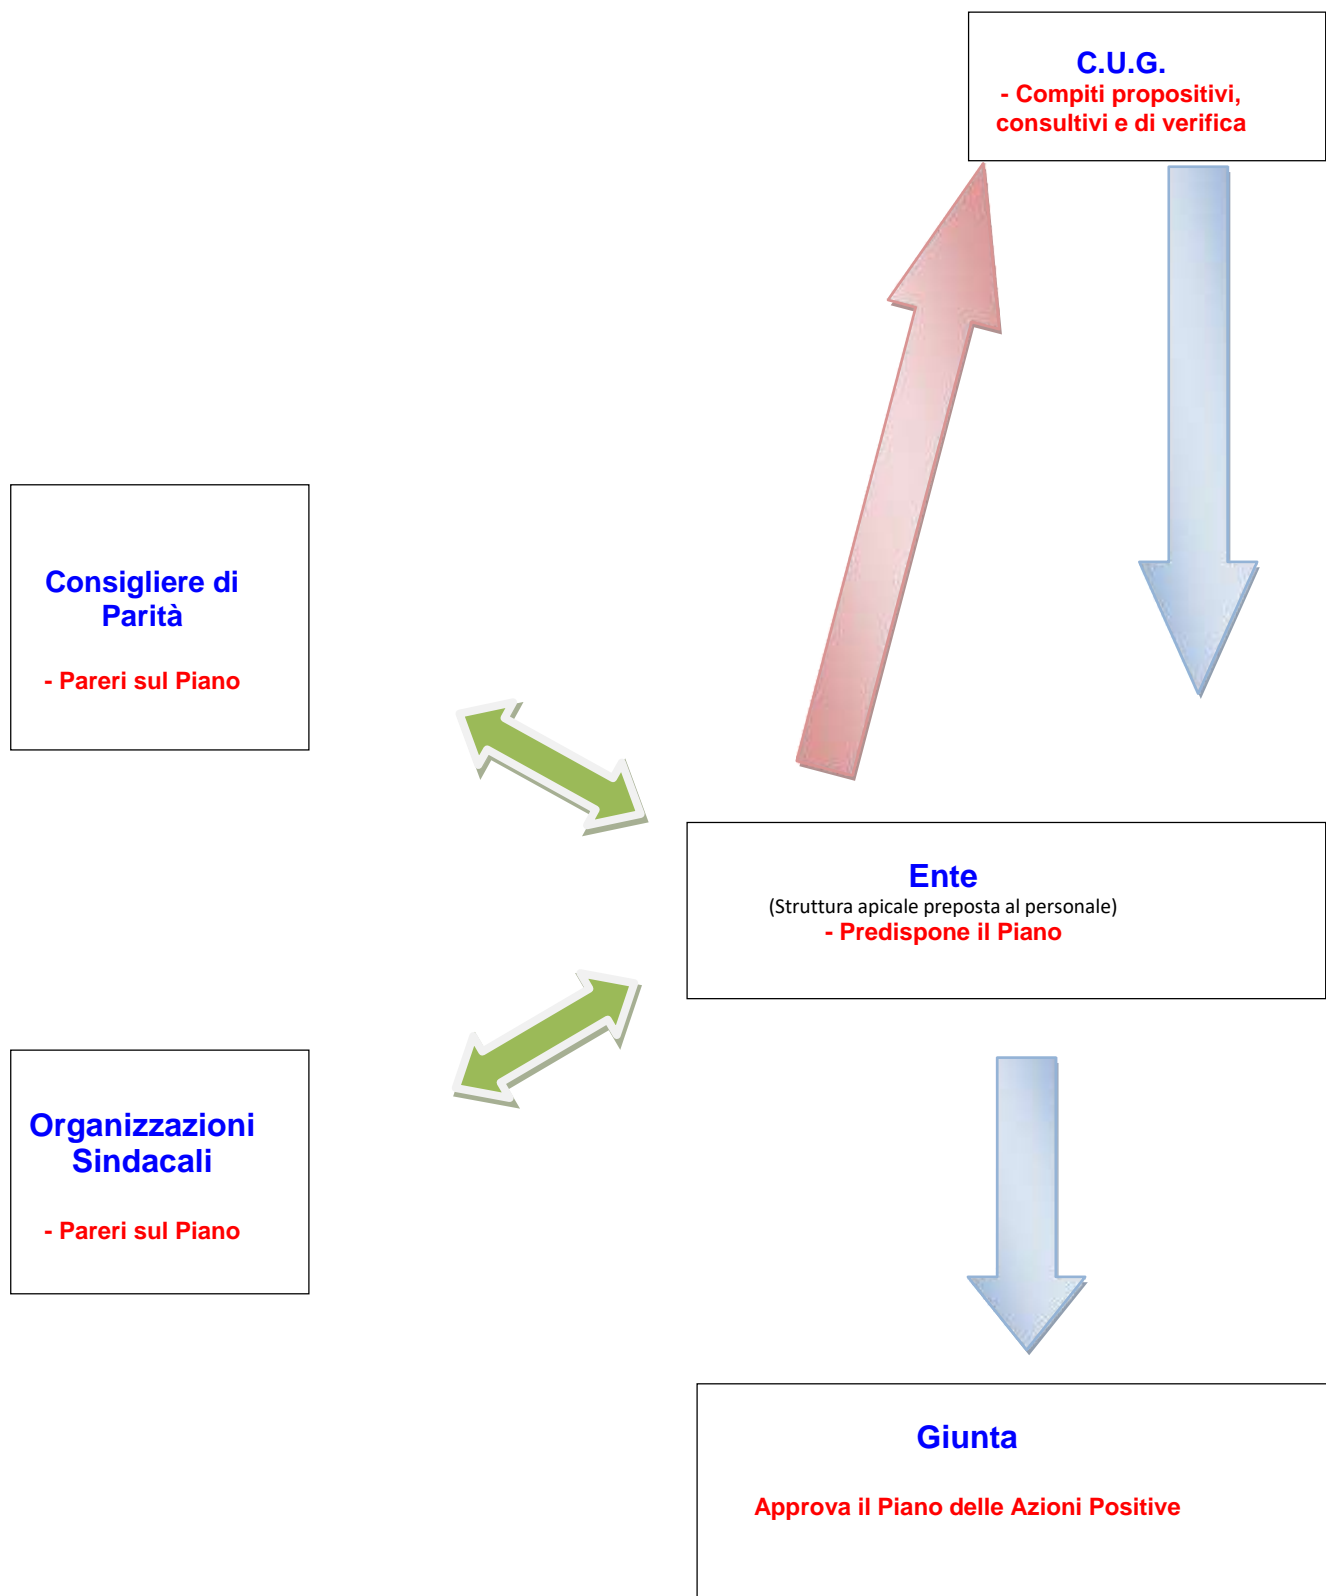 C.U.G.
- Compiti propositivi,
consultivi e di verifica
Consigliere di
Parità
- Pareri sul Piano
Ente
(Struttura apicale preposta al personale)
- Predispone il Piano
Organizzazioni
Sindacali
- Pareri sul Piano
Giunta
Approva il Piano delle Azioni Positive